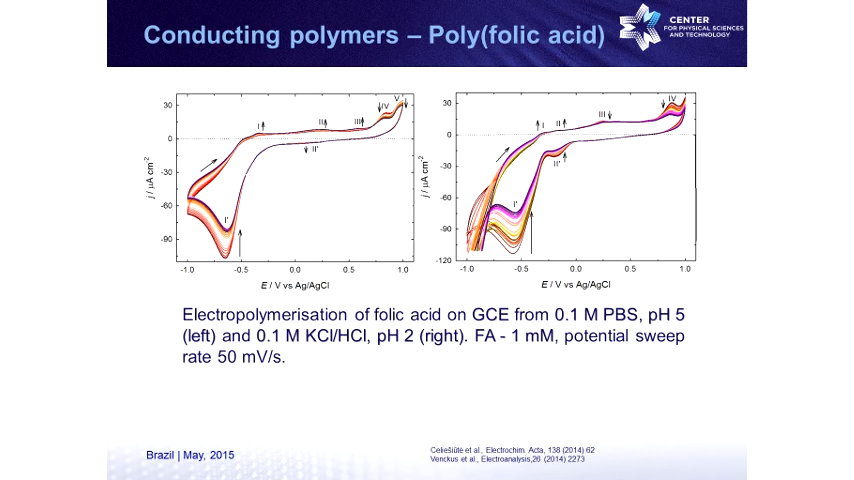 Conducting polymers – Poly(folic acid)
CENTER
FOR PHYSICAL SCIENCES
AND TECHNOLOGY
30
0
-30
-60
-90
j / μA cm-2
-1.0 -0.5 0.0 0.5 1.0
E / V vs Ag/AgCl
I II III IV V
II'
I'
30
0
-30
-60
-90
-120
j / μA cm-2
-1.0 -0.5 0.0 0.5 1.0
E / V vs Ag/AgCl
I II III IV
II'
I'
Electropolymerisation of folic acid on GCE from 0.1 M PBS, pH 5
(left) and 0.1 M KCl/HCl, pH 2 (right). FA - 1 mM, potential sweep
rate 50 mV/s.
Brazil | May, 2015
Celiešiūtė et al., Electrochim. Acta, 138 (2014) 62
Venckus et al., Electroanalysis,26 (2014) 2273